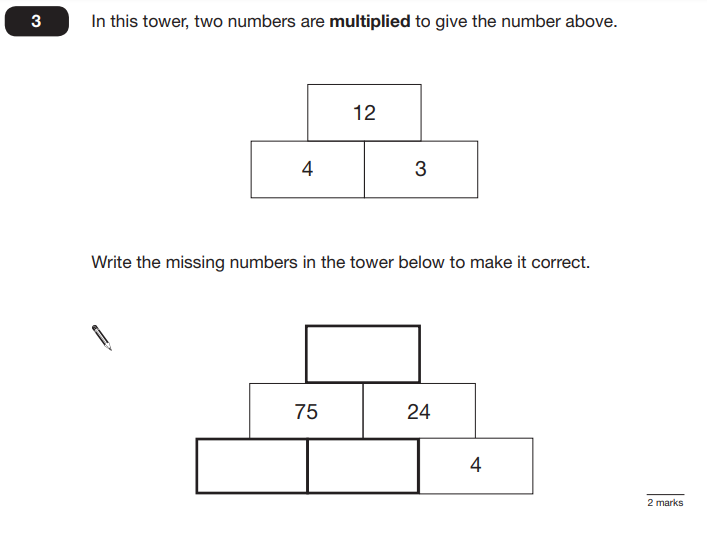 3 In this tower, two numbers are multiplied to give the number above.
12
4 3
Write the missing numbers in the tower below to make it correct.
75 24
4
2 marks